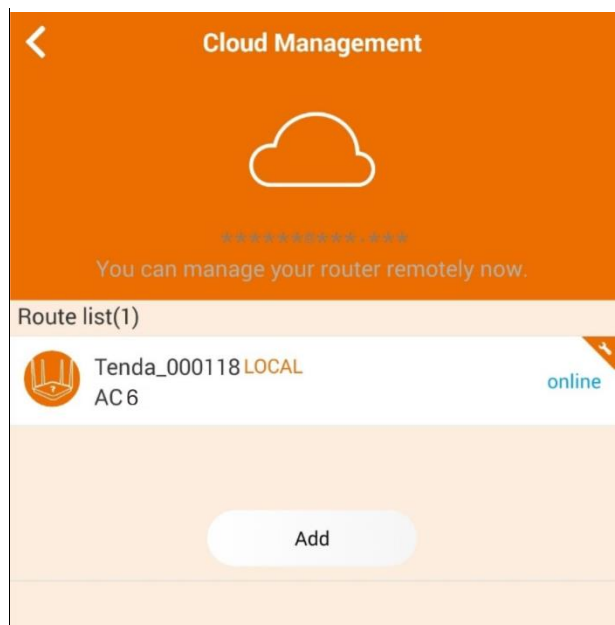 Cloud Management
******@***.***
You can manage your router remotely now.
Route list(1)
Tenda_000118 LOCAL
AC6
online
Add